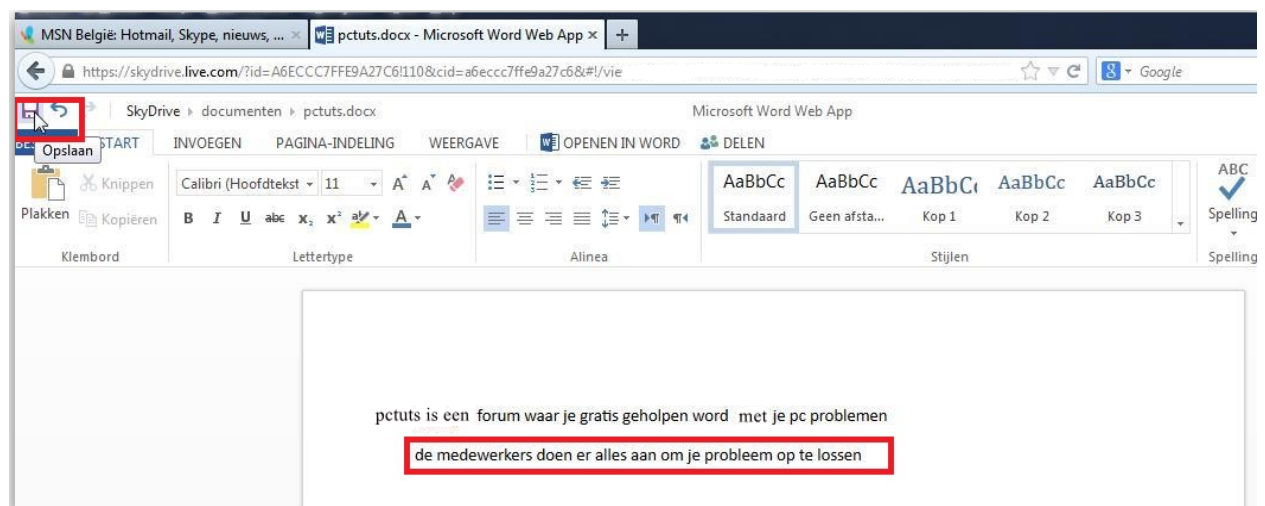 MSN België: Hotmail, Skype, nieuws, ... × pctuts.docx - Microsoft Word Web App × +
https://skydrive.live.com/?id=A6ECCC7FFE9A27C6!110&cid=a6eccc7ffe9a27c6&#!/vie Google
SkyDrive documenten pctuts.docx Microsoft Word Web App
START INVOEGEN PAGINA-INDELING WEERGAVE OPENEN IN WORD DELEN
Opslaan
Knippen Calibri (Hoofdtekst 11 A A AaBbCc AaBbCc AaBbCc AaBbCc AaBbCc ABC
Plakken Kopiëren B I U abc x₂ x² A Standaard Geen afsta... Kop 1 Kop 2 Kop 3 Spelling
Klembord Lettertype Alinea Stijlen Spelling
pctuts is een forum waar je gratis geholpen word met je pc problemen
de medewerkers doen er alles aan om je probleem op te lossen